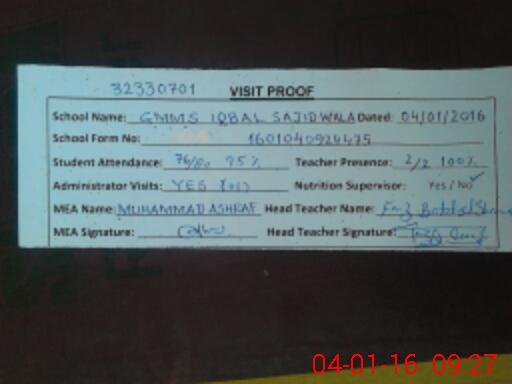 32330701 VISIT PROOF
School Name: GMMS IQBAL SAJIDWALA Dated: 04/01/2016
School Form No: 1601040924475
Student Attendance: 76/80 95% Teacher Presence: 2/2 100%
Administrator Visits: YES Nutrition Supervisor: Yes / No
MEA Name: MUHAMMAD ASHRAF Head Teacher Name:
MEA Signature: Head Teacher Signature:
04-01-16 09:27